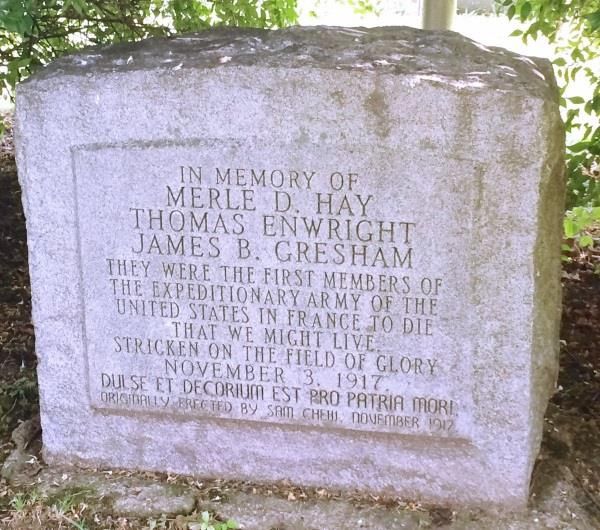 IN MEMORY OF
MERLE D. HAY
THOMAS ENWRIGHT
JAMES B. GRESHAM
THEY WERE THE FIRST MEMBERS OF
THE EXPEDITIONARY ARMY OF THE
UNITED STATES IN FRANCE TO DIE
THAT WE MIGHT LIVE.
STRICKEN ON THE FIELD OF GLORY
NOVEMBER 3, 1917.
DULSE ET DECORIUM EST PRO PATRIA MORI
ORIGINALLY ERECTED BY SAM CHEW. NOVEMBER 1917